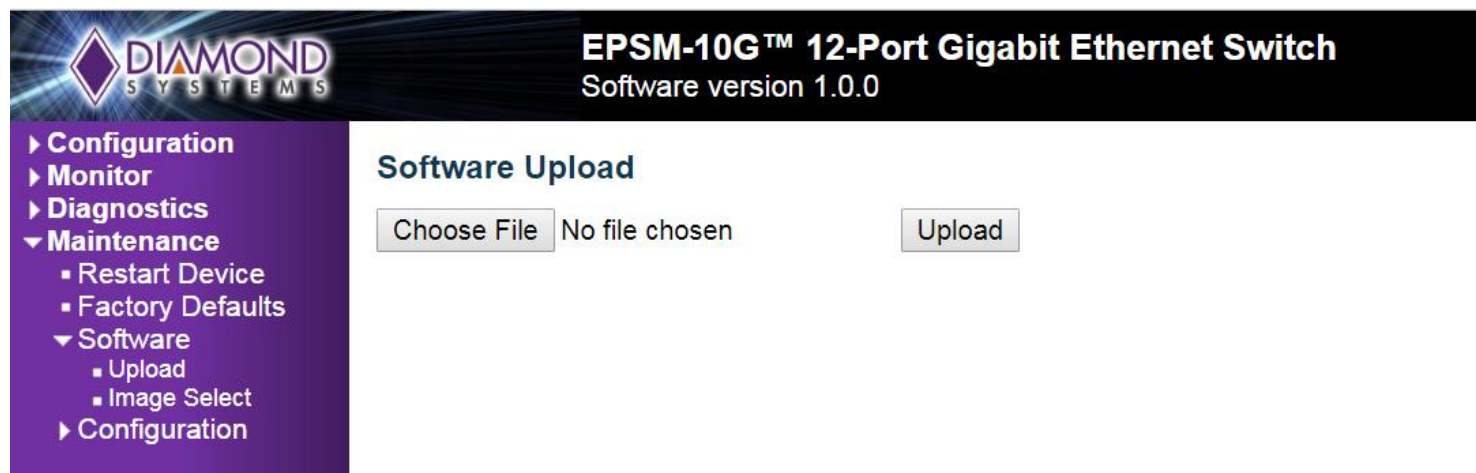 DIAMOND
SYSTEMS
EPSM-10G™ 12-Port Gigabit Ethernet Switch
Software version 1.0.0
Configuration
Monitor
Diagnostics
Maintenance
Restart Device
Factory Defaults
Software
Upload
Image Select
Configuration
Software Upload
Choose File No file chosen Upload